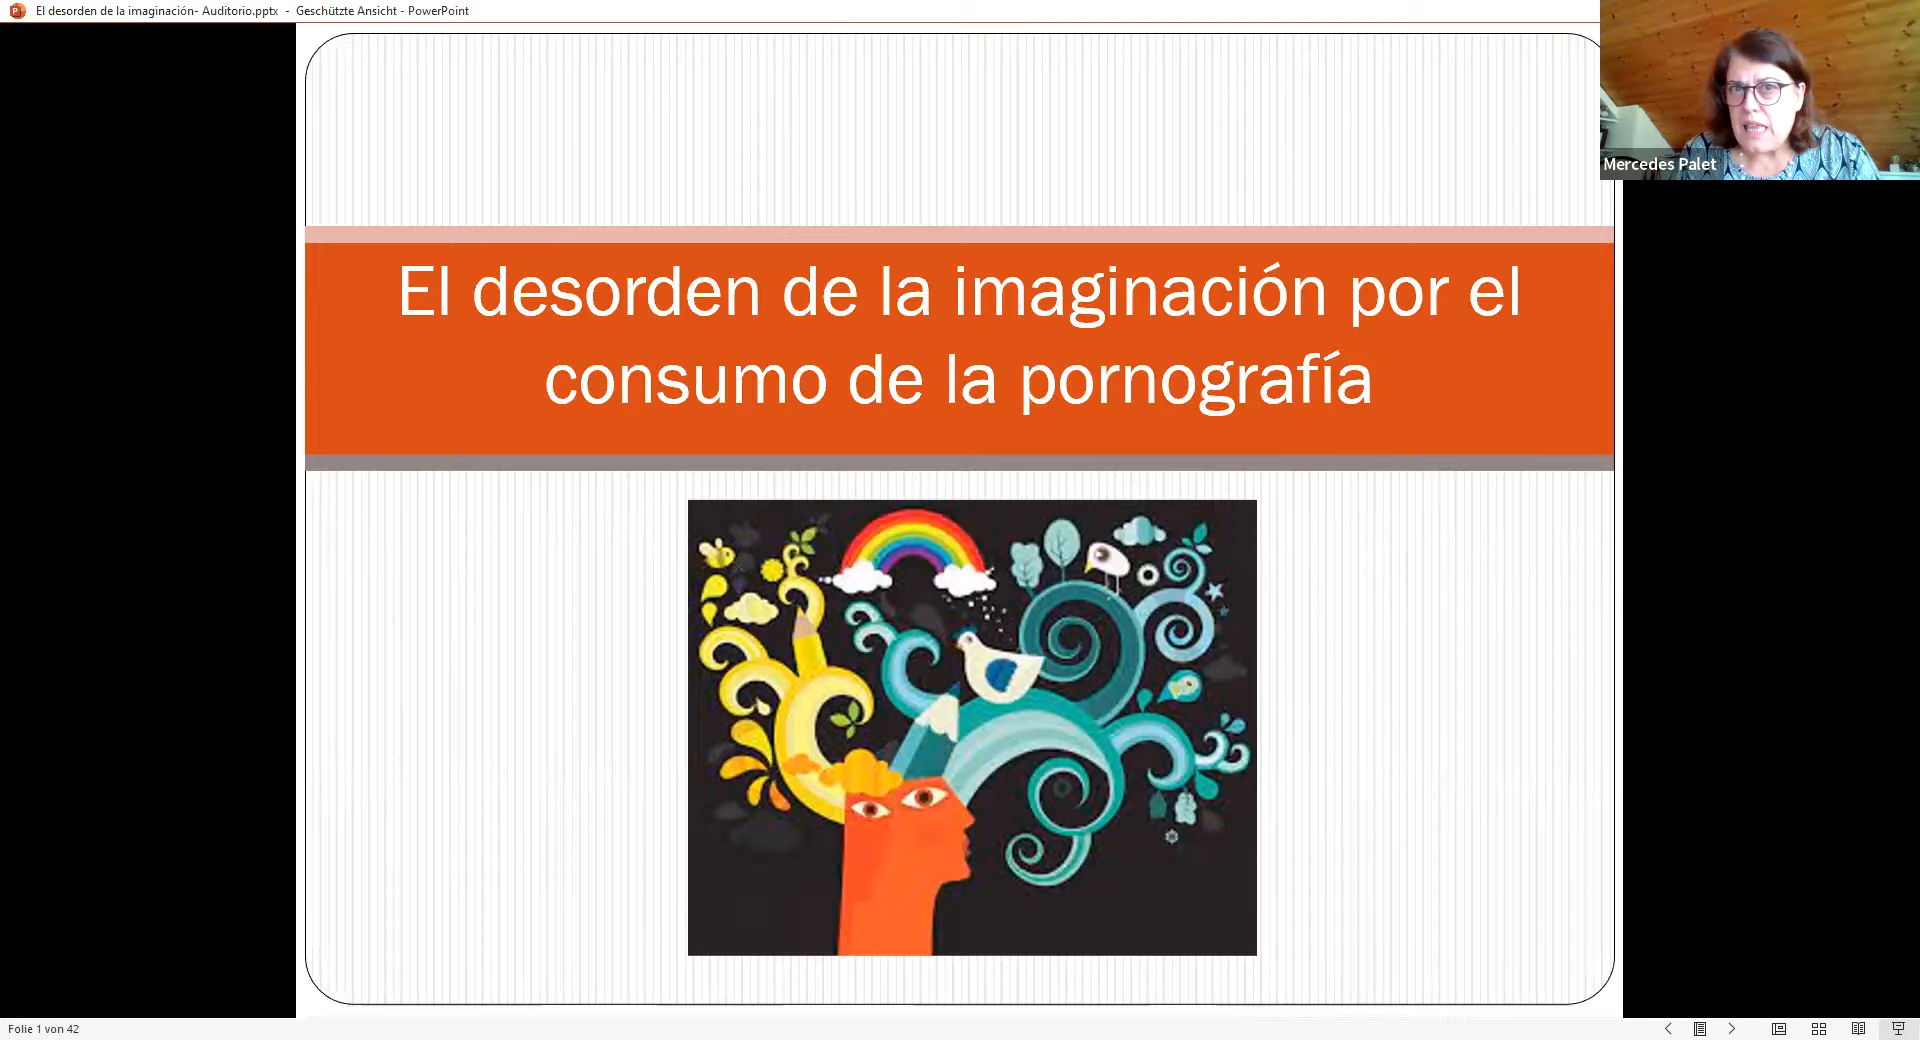 El desorden de la imaginación- Auditorio.pptx - Geschützte Ansicht - PowerPoint
Mercedes Palet
El desorden de la imaginación por el
consumo de la pornografía
Folie 1 von 42